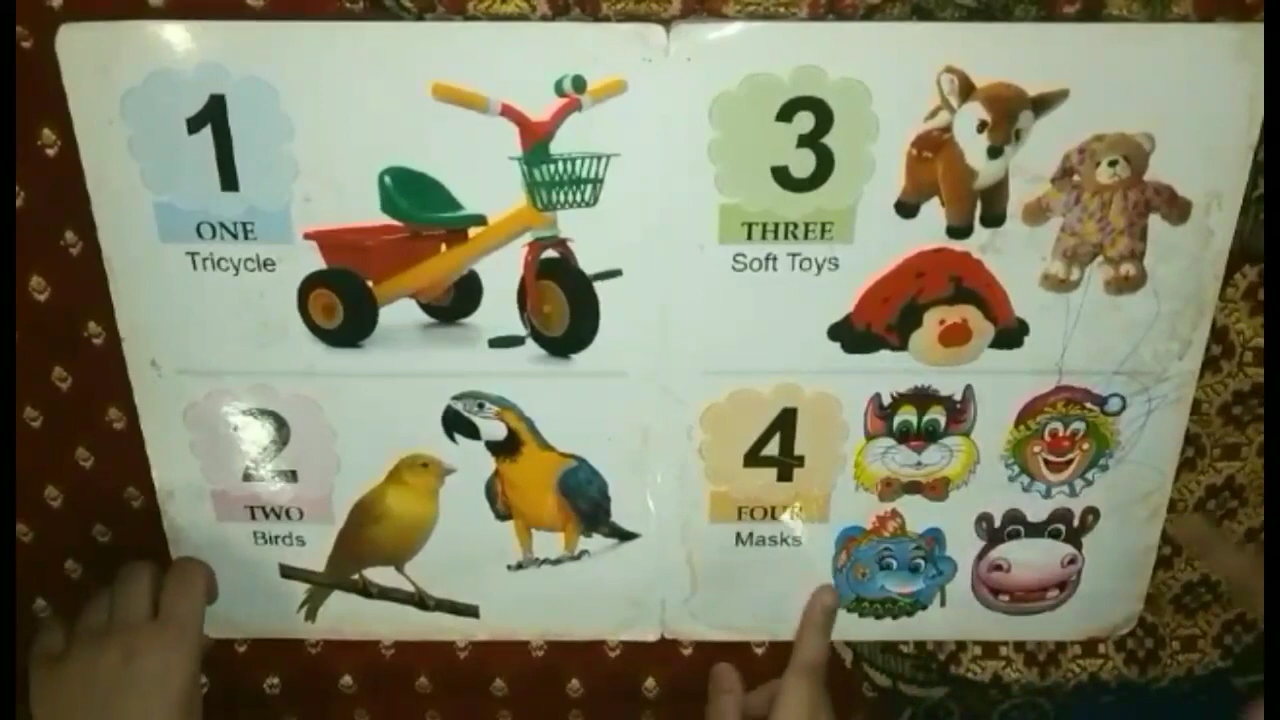 1
ONE
Tricycle
2
TWO
Birds
3
THREE
Soft Toys
4
FOUR
Masks